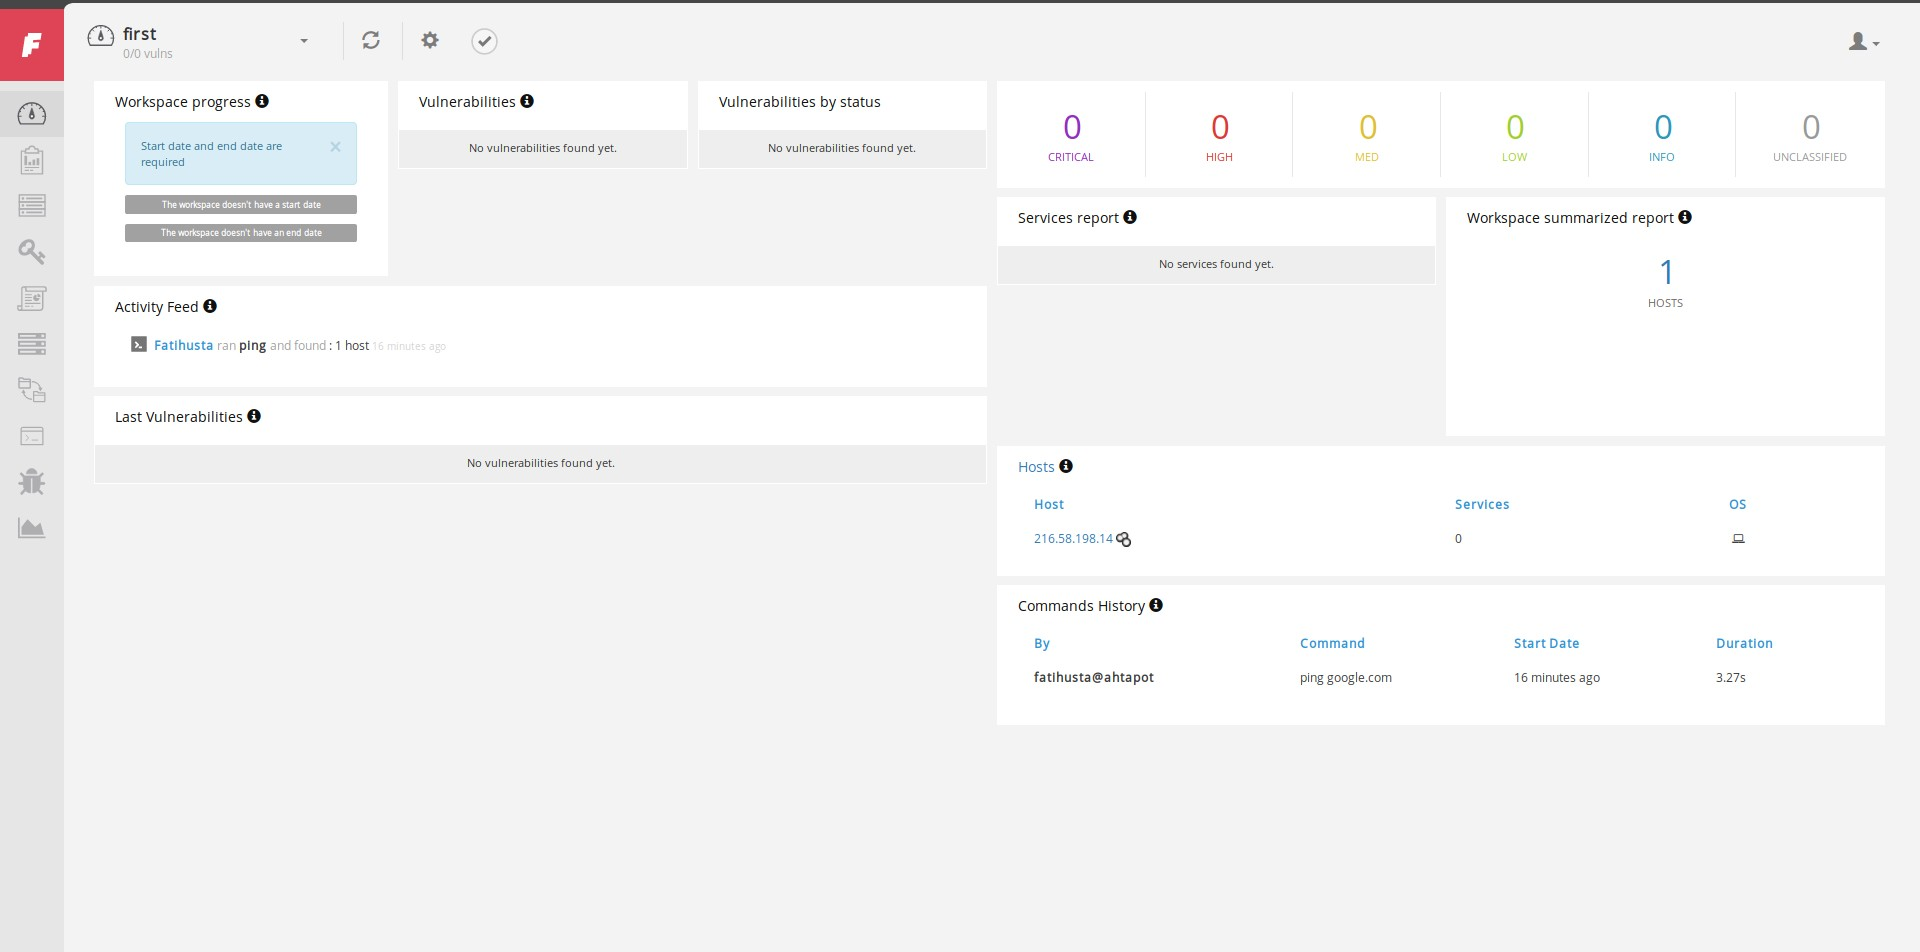 first
0/0 vulns
Workspace progress
Start date and end date are
required
×
The workspace doesn't have a start date
The workspace doesn't have an end date
Vulnerabilities
No vulnerabilities found yet.
Vulnerabilities by status
No vulnerabilities found yet.
0 0 0 0 0 0
CRITICAL HIGH MED LOW INFO UNCLASSIFIED
Services report
No services found yet.
Workspace summarized report
1
HOSTS
Activity Feed
Fatihusta ran ping and found : 1 host 16 minutes ago
Last Vulnerabilities
No vulnerabilities found yet.
Hosts
Host Services OS
216.58.198.14 0
Commands History
By Command Start Date Duration
fatihusta@ahtapot ping google.com 16 minutes ago 3.27s